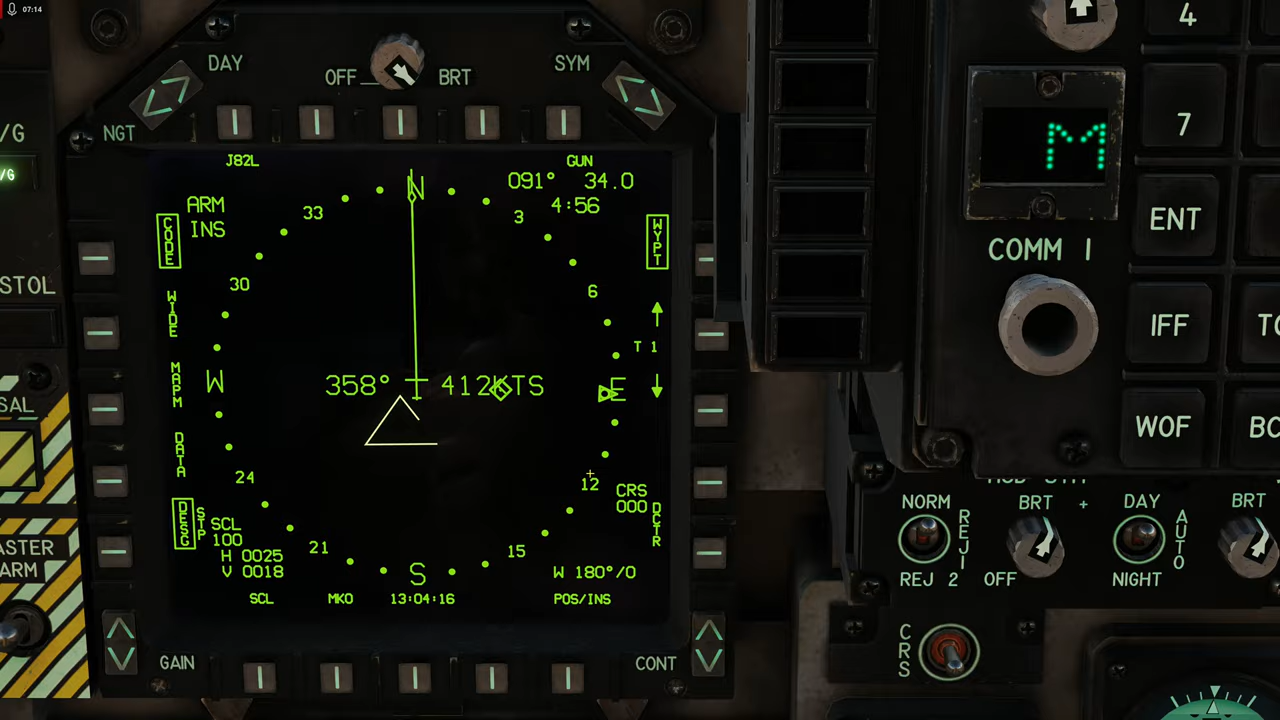 07:14
DAY
OFF
BRT
SYM
NGT
/G
/G
J82L
GUN
091° 34.0
4:56
ARM
INS
CODE
WYPT
N
33
3
30
6
WIDE
T 1
W
358°
412KTS
E
MAPM
DATA
24
12
DESG
STP
SCL
100
CRS
000
DCTR
21
15
H 0025
V 0018
S
W 180°/0
SCL
MKO
13:04:16
POS/INS
GAIN
CONT
STOL
SAL
ASTER
ARM
M
COMM 1
4
7
ENT
IFF
TO
WOF
BC
NORM
REJ 1
REJ 2
BRT +
OFF
DAY
AUTO
NIGHT
BRT
CRS